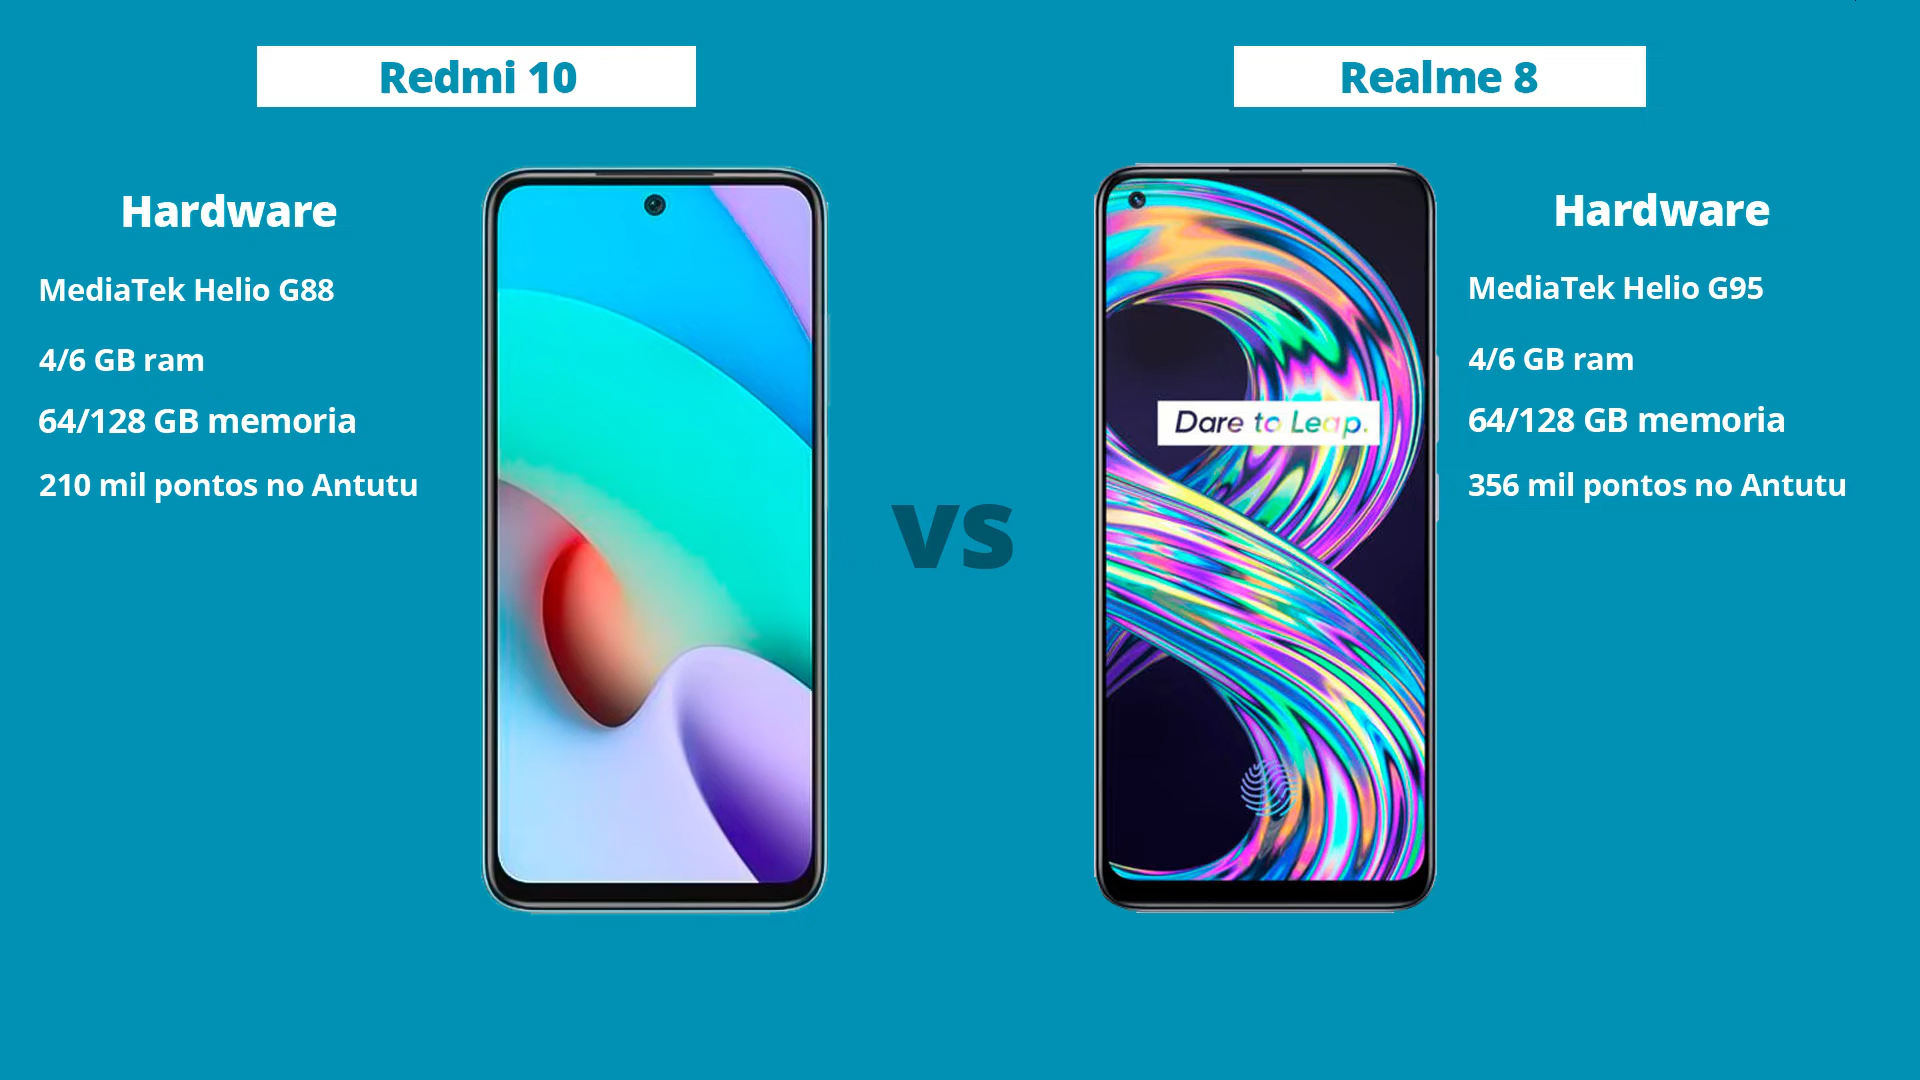 Redmi 10
Hardware
MediaTek Helio G88
4/6 GB ram
64/128 GB memoria
210 mil pontos no Antutu
VS
Realme 8
Dare to Leap.
Hardware
MediaTek Helio G95
4/6 GB ram
64/128 GB memoria
356 mil pontos no Antutu